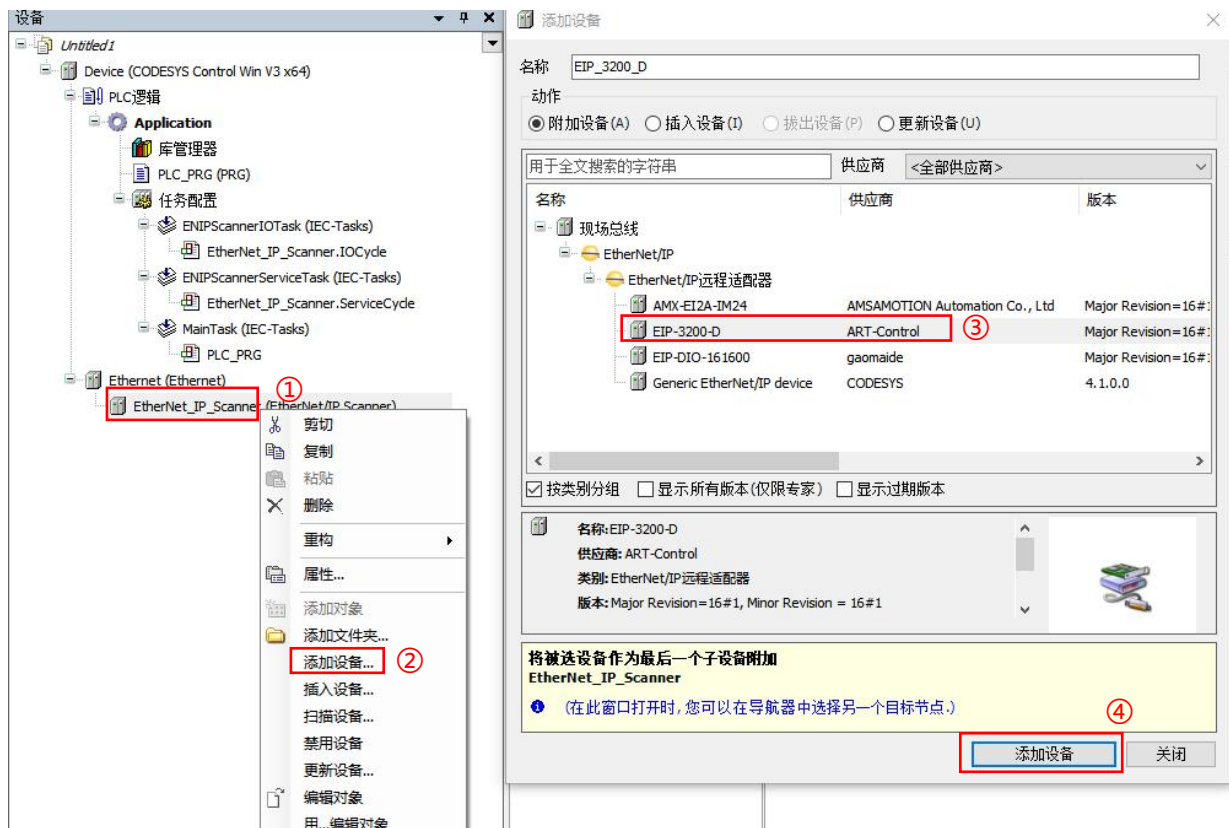 设备
Untitled1
Device (CODESYS Control Win V3 x64)
PLC逻辑
Application
库管理器
PLC_PRG (PRG)
任务配置
ENIPScannerIOTask (IEC-Tasks)
EtherNet_IP_Scanner.IOCycle
ENIPScannerServiceTask (IEC-Tasks)
EtherNet_IP_Scanner.ServiceCycle
MainTask (IEC-Tasks)
PLC_PRG
Ethernet (Ethernet)
①
EtherNet_IP_Scanner (EtherNet/IP Scanner)
剪切
复制
粘贴
删除
重构
属性...
添加对象
添加文件夹...
添加设备... ②
插入设备...
扫描设备...
禁用设备
更新设备...
编辑对象
用...编辑对象
添加设备
名称 EIP_3200_D
动作
附加设备(A) 插入设备(I) 拔出设备(P) 更新设备(U)
用于全文搜索的字符串 供应商 <全部供应商>
名称 供应商 版本
现场总线
EtherNet/IP
EtherNet/IP远程适配器
AMX-EI2A-IM24 AMSAMOTION Automation Co., Ltd Major Revision=16#1
EIP-3200-D ART-Control ③ Major Revision=16#1
EIP-DIO-161600 gaomaide Major Revision=16#1
Generic EtherNet/IP device CODESYS 4.1.0.0
按类别分组 显示所有版本(仅限专家) 显示过期版本
名称:EIP-3200-D
供应商: ART-Control
类别: EtherNet/IP远程适配器
版本: Major Revision=16#1, Minor Revision = 16#1
将被选设备作为最后一个子设备附加
EtherNet_IP_Scanner
(在此窗口打开时,您可以在导航器中选择另一个目标节点.)
④
添加设备 关闭